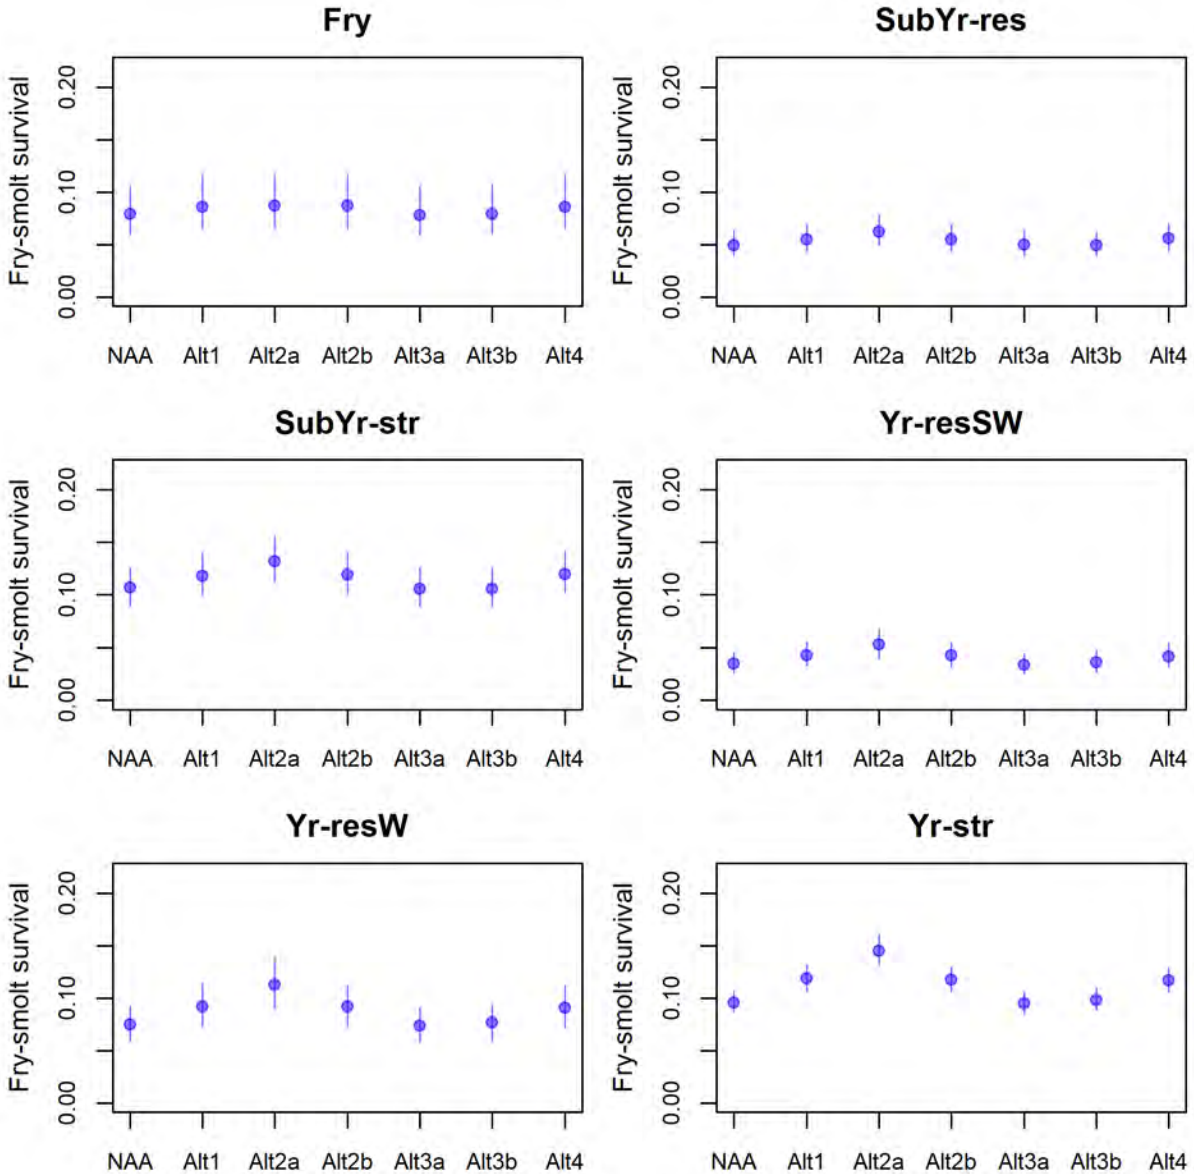 Fry
Fry-smolt survival
0.20
0.10
0.00
NAA Alt1 Alt2a Alt2b Alt3a Alt3b Alt4
SubYr-res
Fry-smolt survival
0.20
0.10
0.00
NAA Alt1 Alt2a Alt2b Alt3a Alt3b Alt4
SubYr-str
Fry-smolt survival
0.20
0.10
0.00
NAA Alt1 Alt2a Alt2b Alt3a Alt3b Alt4
Yr-resSW
Fry-smolt survival
0.20
0.10
0.00
NAA Alt1 Alt2a Alt2b Alt3a Alt3b Alt4
Yr-resW
Fry-smolt survival
0.20
0.10
0.00
NAA Alt1 Alt2a Alt2b Alt3a Alt3b Alt4
Yr-str
Fry-smolt survival
0.20
0.10
0.00
NAA Alt1 Alt2a Alt2b Alt3a Alt3b Alt4